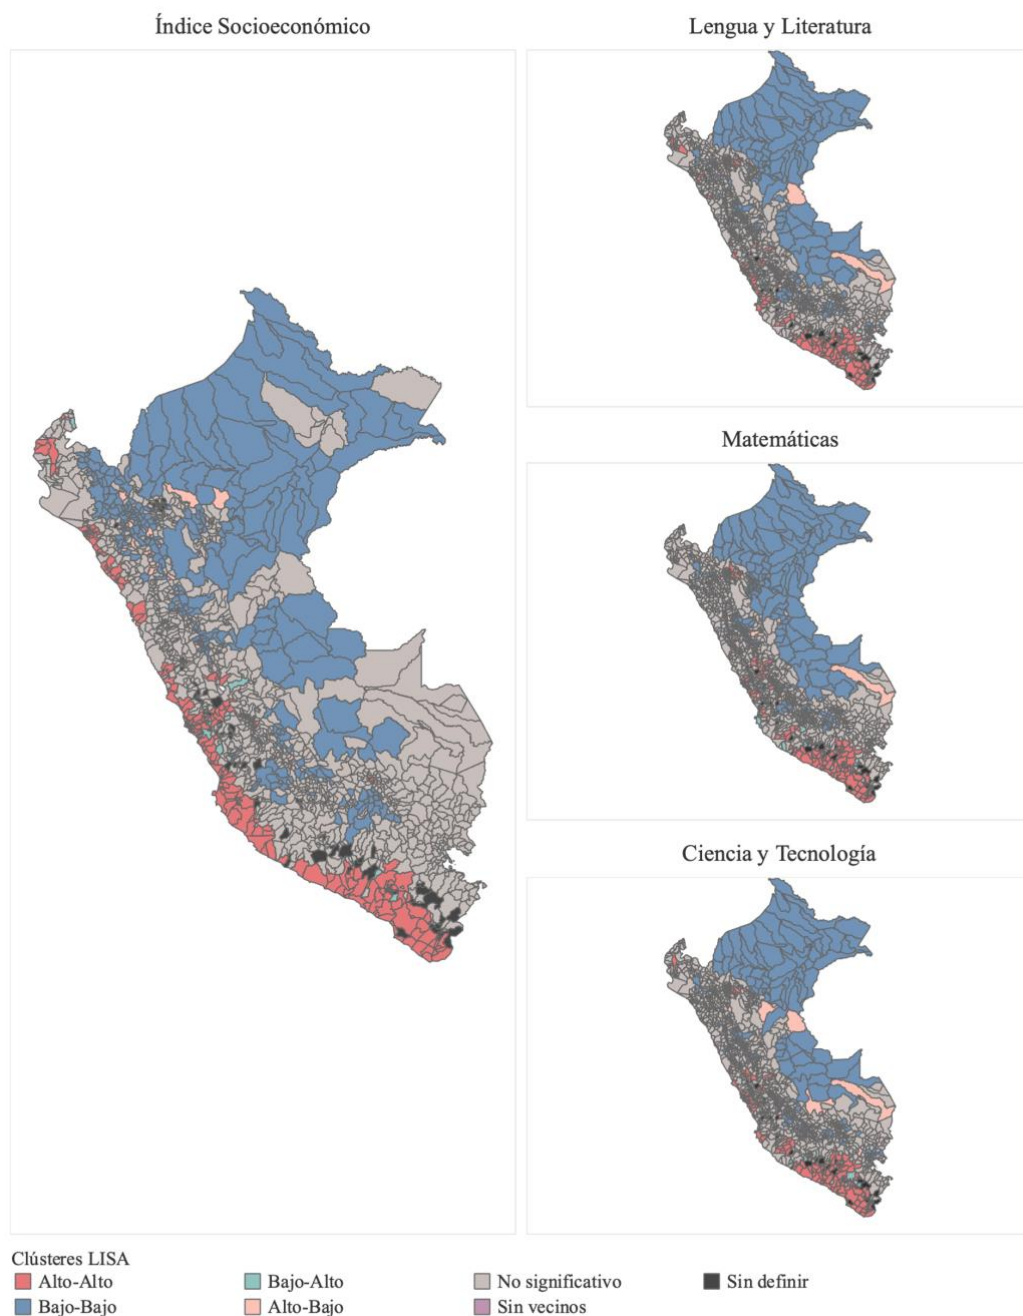 Índice Socioeconómico
Lengua y Literatura
Matemáticas
Ciencia y Tecnología
Clústeres LISA
Alto-Alto
Bajo-Alto
No significativo
Sin definir
Bajo-Bajo
Alto-Bajo
Sin vecinos